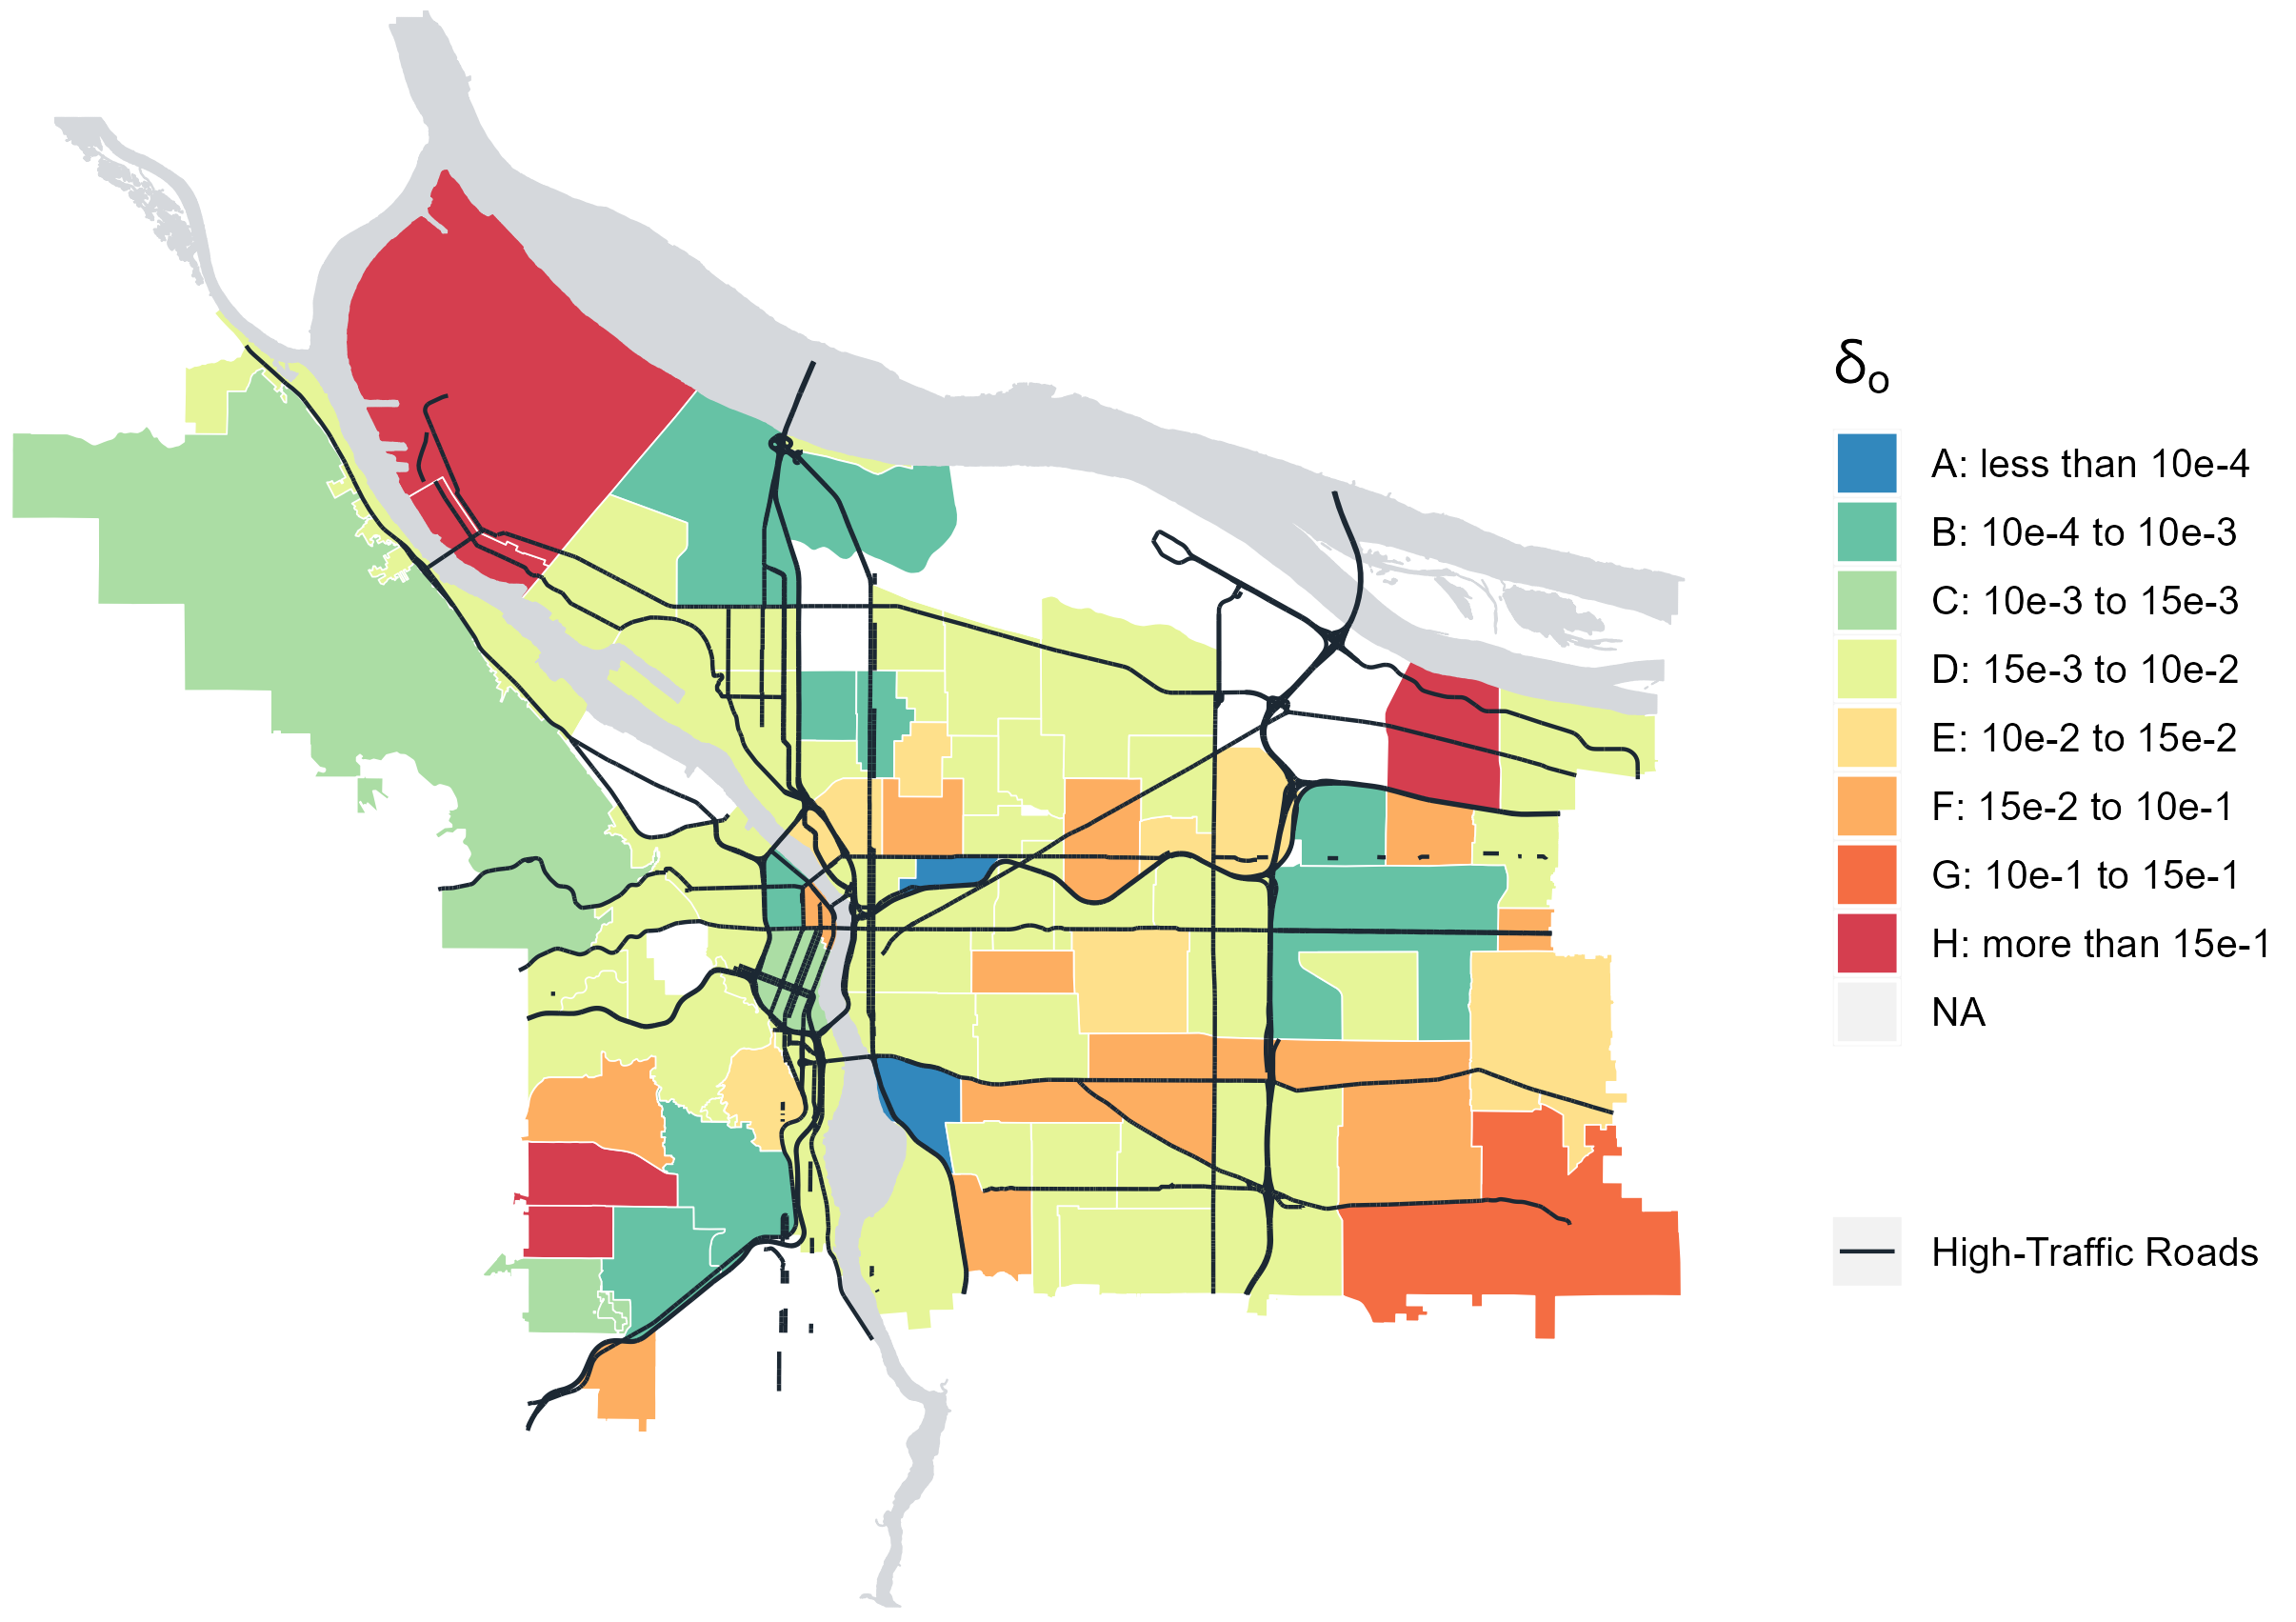 δo
A: less than 10e-4
B: 10e-4 to 10e-3
C: 10e-3 to 15e-3
D: 15e-3 to 10e-2
E: 10e-2 to 15e-2
F: 15e-2 to 10e-1
G: 10e-1 to 15e-1
H: more than 15e-1
NA
High-Traffic Roads